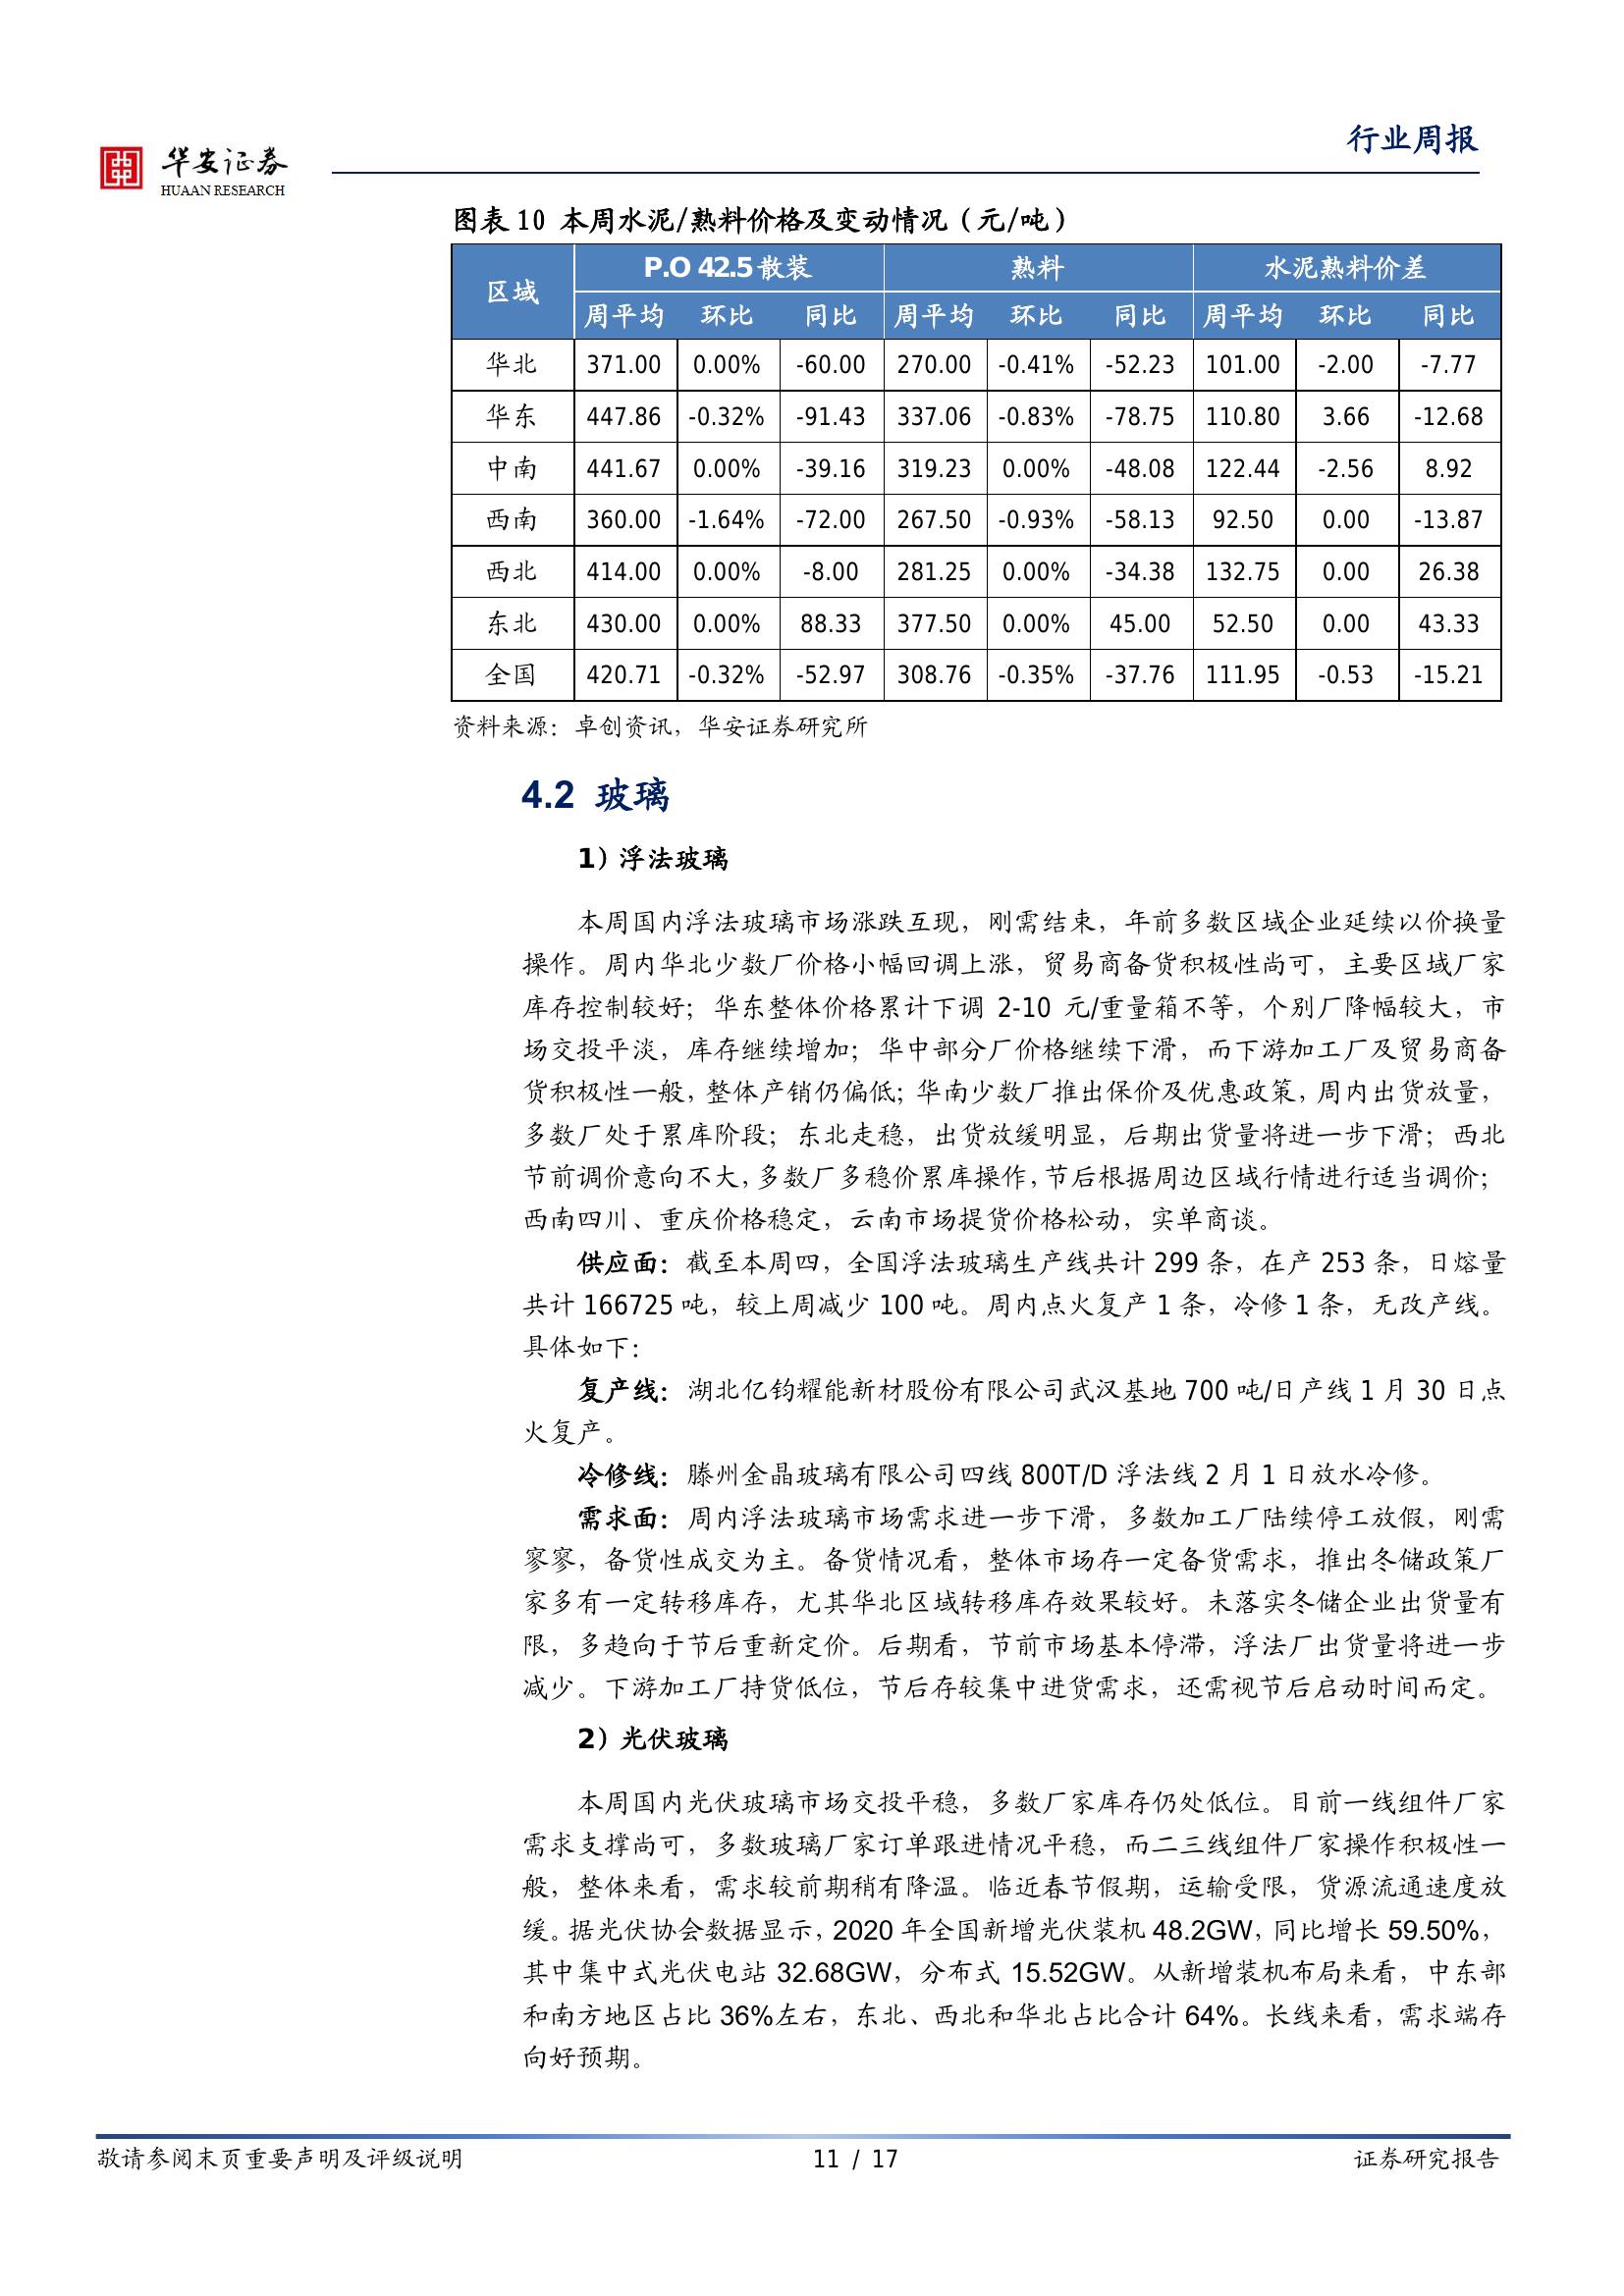 行业周报
华安证券
HUAAN RESEARCH
图表 10 本周水泥/熟料价格及变动情况（元/吨）
区域 P.O 42.5 散装 熟料 水泥熟料价差
周平均 环比 同比 周平均 环比 同比 周平均 环比 同比
华北 371.00 0.00% -60.00 270.00 -0.41% -52.23 101.00 -2.00 -7.77
华东 447.86 -0.32% -91.43 337.06 -0.83% -78.75 110.80 3.66 -12.68
中南 441.67 0.00% -39.16 319.23 0.00% -48.08 122.44 -2.56 8.92
西南 360.00 -1.64% -72.00 267.50 -0.93% -58.13 92.50 0.00 -13.87
西北 414.00 0.00% -8.00 281.25 0.00% -34.38 132.75 0.00 26.38
东北 430.00 0.00% 88.33 377.50 0.00% 45.00 52.50 0.00 43.33
全国 420.71 -0.32% -52.97 308.76 -0.35% -37.76 111.95 -0.53 -15.21
资料来源：卓创资讯，华安证券研究所
4.2 玻璃
1）浮法玻璃
本周国内浮法玻璃市场涨跌互现，刚需结束，年前多数区域企业延续以价换量
操作。周内华北少数厂价格小幅回调上涨，贸易商备货积极性尚可，主要区域厂家
库存控制较好；华东整体价格累计下调 2-10 元/重量箱不等，个别厂降幅较大，市
场交投平淡，库存继续增加；华中部分厂价格继续下滑，而下游加工厂及贸易商备
货积极性一般，整体产销仍偏低；华南少数厂推出保价及优惠政策，周内出货放量，
多数厂处于累库阶段；东北走稳，出货放缓明显，后期出货量将进一步下滑；西北
节前调价意向不大，多数厂多稳价累库操作，节后根据周边区域行情进行适当调价；
西南四川、重庆价格稳定，云南市场提货价格松动，实单商谈。
供应面：截至本周四，全国浮法玻璃生产线共计 299 条，在产 253 条，日熔量
共计 166725 吨，较上周减少 100 吨。周内点火复产 1 条，冷修 1 条，无改产线。
具体如下：
复产线：湖北亿钧耀能新材股份有限公司武汉基地 700 吨/日产线 1 月 30 日点
火复产。
冷修线：滕州金晶玻璃有限公司四线 800T/D 浮法线 2 月 1 日放水冷修。
需求面：周内浮法玻璃市场需求进一步下滑，多数加工厂陆续停工放假，刚需
寥寥，备货性成交为主。备货情况看，整体市场存一定备货需求，推出冬储政策厂
家多有一定转移库存，尤其华北区域转移库存效果较好。未落实冬储企业出货量有
限，多趋向于节后重新定价。后期看，节前市场基本停滞，浮法厂出货量将进一步
减少。下游加工厂持货低位，节后存较集中进货需求，还需视节后启动时间而定。
2）光伏玻璃
本周国内光伏玻璃市场交投平稳，多数厂家库存仍处低位。目前一线组件厂家
需求支撑尚可，多数玻璃厂家订单跟进情况平稳，而二三线组件厂家操作积极性一
般，整体来看，需求较前期稍有降温。临近春节假期，运输受限，货源流通速度放
缓。据光伏协会数据显示，2020 年全国新增光伏装机 48.2GW，同比增长 59.50%，
其中集中式光伏电站 32.68GW，分布式 15.52GW。从新增装机布局来看，中东部
和南方地区占比 36%左右，东北、西北和华北占比合计 64%。长线来看，需求端存
向好预期。
敬请参阅末页重要声明及评级说明 11 / 17 证券研究报告